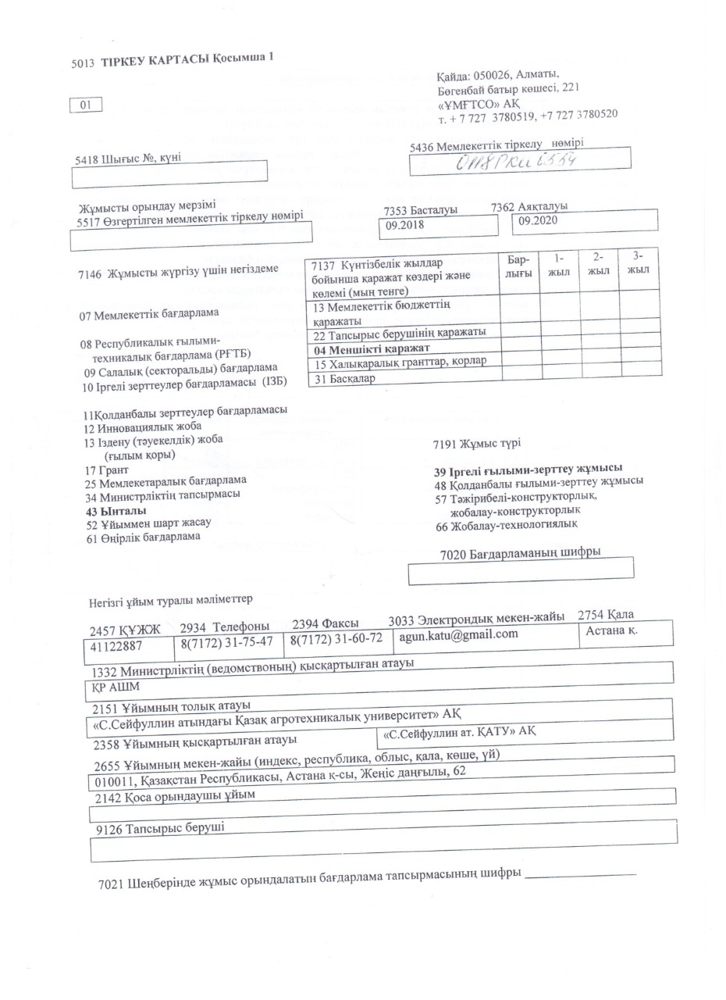 5013 ТІРКЕУ КАРТАСЫ Қосымша 1
Қайда: 050026, Алматы,
Бөгенбай батыр көшесі, 221
«ҰМҒТСО» АҚ
т. + 7 727 3780519, +7 727 3780520
01
5418 Шығыс №, күні
5436 Мемлекеттік тіркелу нөмірі
Жұмысты орындау мерзімі
5517 Өзгертілген мемлекеттік тіркелу нөмірі
7353 Басталуы
7362 Аяқталуы
09.2018
09.2020
7146 Жұмысты жүргізу үшін негіздеме
07 Мемлекеттік бағдарлама
08 Республикалық ғылыми-
техникалық бағдарлама (РҒТБ)
09 Салалық (секторальды) бағдарлама
10 Іргелі зерттеулер бағдарламасы (ІЗБ)
7137 Күнтізбелік жылдар
бойынша қаражат көздері және
көлемі (мың тенге)
Бар-
лығы
1-
жыл
2-
жыл
3-
жыл
13 Мемлекеттік бюджеттің
қаражаты
22 Тапсырыс берушінің қаражаты
04 Меншікті қаражат
15 Халықаралық гранттар, қорлар
31 Басқалар
11Қолданбалы зерттеулер бағдарламасы
12 Инновациялық жоба
13 Іздену (тәуекелдік) жоба
(ғылым қоры)
17 Грант
25 Мемлекетаралық бағдарлама
34 Министрліктің тапсырмасы
43 Ынталы
52 Ұйыммен шарт жасау
61 Өңірлік бағдарлама
7191 Жұмыс түрі
39 Іргелі ғылыми-зерттеу жұмысы
48 Қолданбалы ғылыми-зерттеу жұмысы
57 Тәжірибелі-конструкторлық,
жобалау-конструкторлық
66 Жобалау-технологиялық
7020 Бағдарламаның шифры
Негізгі ұйым туралы мәліметтер
2457 ҚҰЖЖ 2934 Телефоны 2394 Факсы 3033 Электрондық мекен-жайы 2754 Қала
41122887 8(7172) 31-75-47 8(7172) 31-60-72 agun.katu@gmail.com Астана қ.
1332 Министрліктің (ведомствоның) қысқартылған атауы
ҚР АШМ
2151 Ұйымның толық атауы
«С.Сейфуллин атындағы Қазақ агротехникалық университет» АҚ
2358 Ұйымның қысқартылған атауы
«С.Сейфуллин ат. ҚАТУ» АҚ
2655 Ұйымның мекен-жайы (индекс, республика, облыс, қала, көше, үй)
010011, Қазақстан Республикасы, Астана қ-сы, Жеңіс даңғылы, 62
2142 Қоса орындаушы ұйым
9126 Тапсырыс беруші
7021 Шеңберінде жұмыс орындалатын бағдарлама тапсырмасының шифры